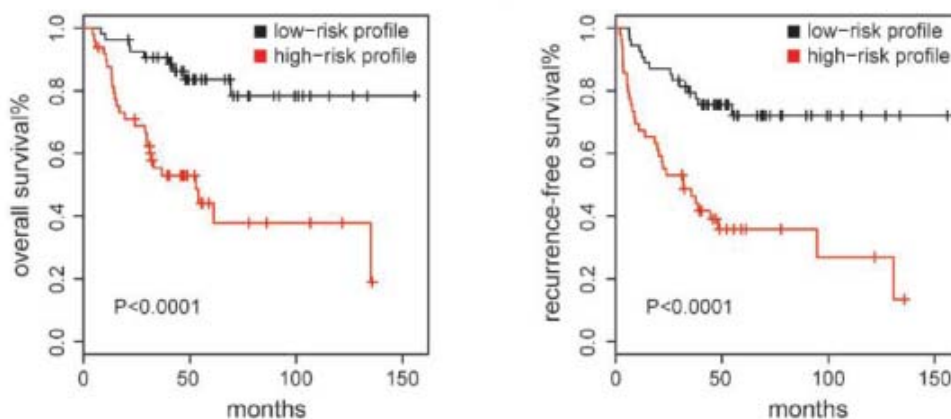 overall survival%
1.0
0.8
0.6
0.4
0.2
0.0
low-risk profile
high-risk profile
P<0.0001
0 50 100 150
months
recurrence-free survival%
1.0
0.8
0.6
0.4
0.2
0.0
low-risk profile
high-risk profile
P<0.0001
0 50 100 150
months